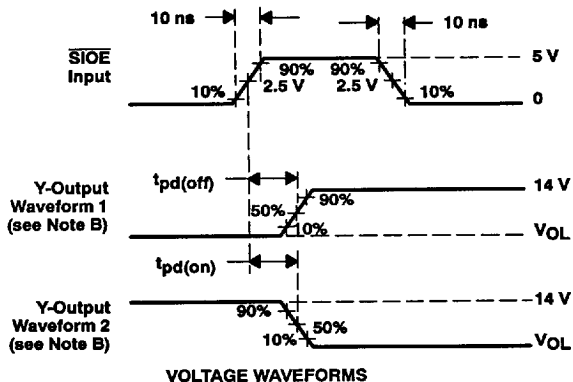 10 ns 10 ns
SIOE
Input
5 V
90% 90%
2.5 V 2.5 V
10% 10%
0
tpd(off)
Y-Output
Waveform 1
(see Note B)
14 V
90%
50%
10%
VOL
tpd(on)
Y-Output
Waveform 2
(see Note B)
14 V
90%
50%
10%
VOL
VOLTAGE WAVEFORMS